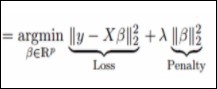 = argmin ‖y − Xβ‖₂² + λ ‖β‖₂²
β∈ℝᵖ
Loss Penalty